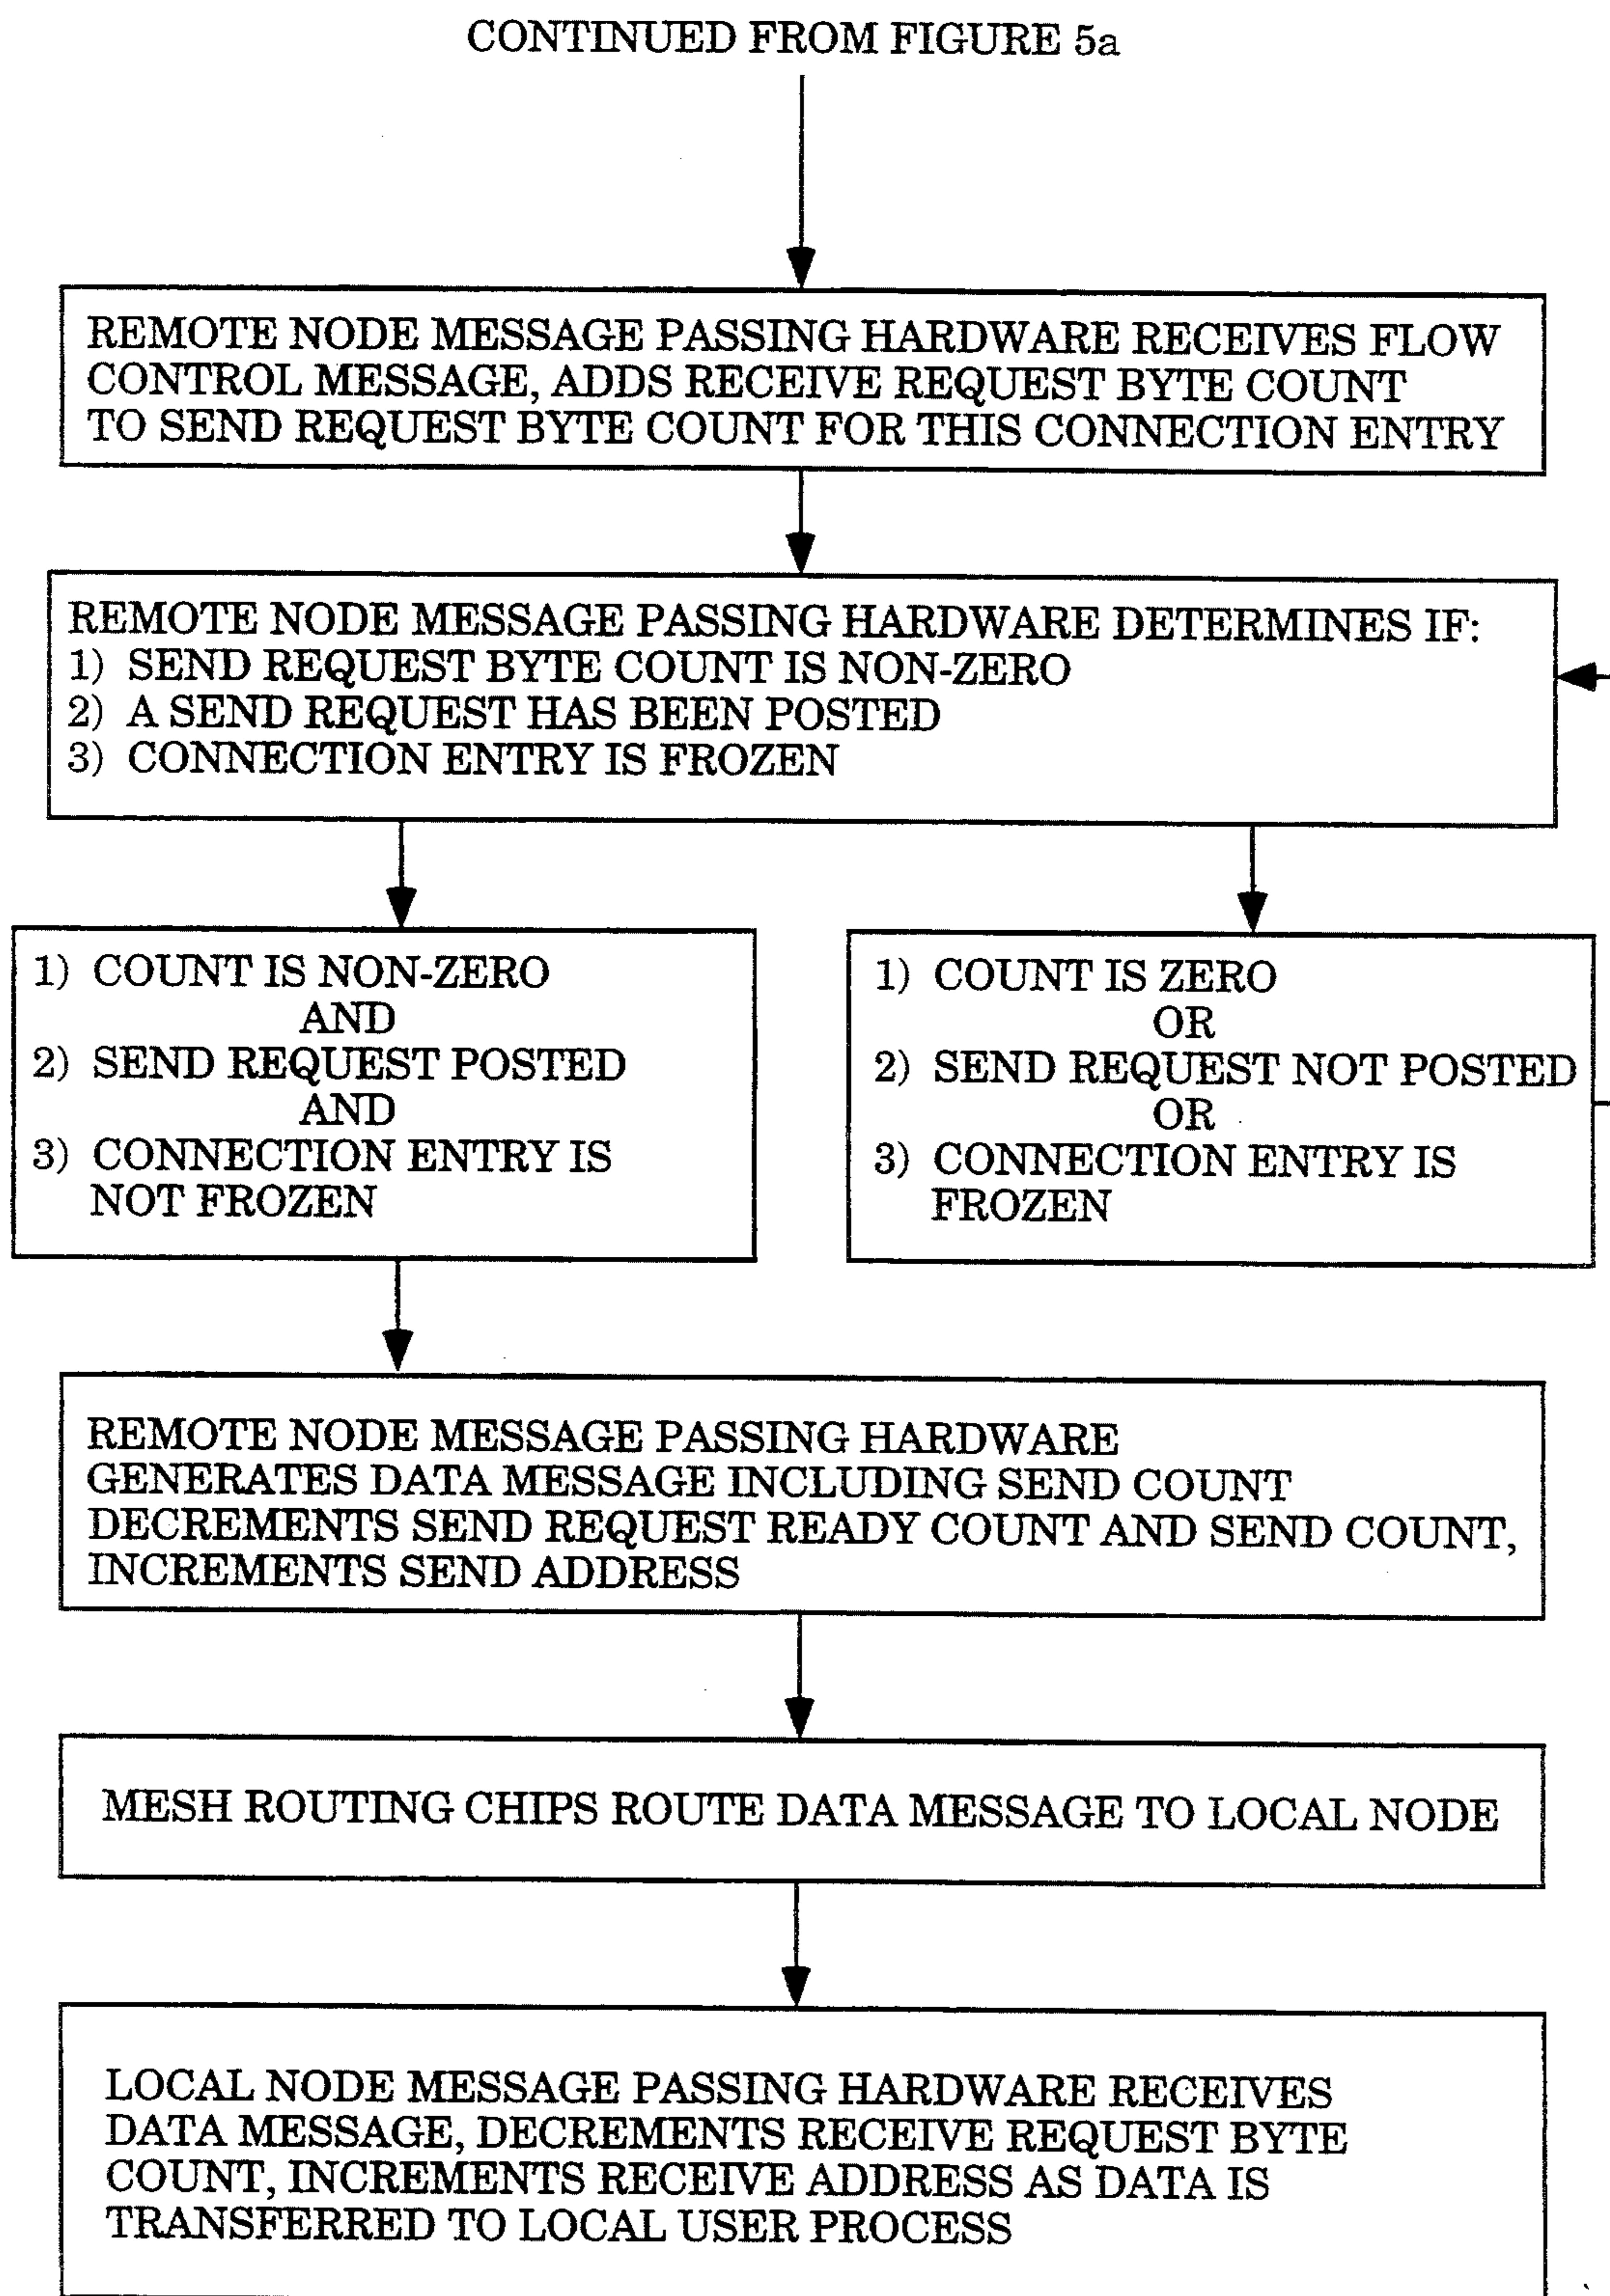 CONTINUED FROM FIGURE 5a
REMOTE NODE MESSAGE PASSING HARDWARE RECEIVES FLOW
CONTROL MESSAGE, ADDS RECEIVE REQUEST BYTE COUNT
TO SEND REQUEST BYTE COUNT FOR THIS CONNECTION ENTRY
REMOTE NODE MESSAGE PASSING HARDWARE DETERMINES IF:
1) SEND REQUEST BYTE COUNT IS NON-ZERO
2) A SEND REQUEST HAS BEEN POSTED
3) CONNECTION ENTRY IS FROZEN
1) COUNT IS NON-ZERO
AND
2) SEND REQUEST POSTED
AND
3) CONNECTION ENTRY IS
NOT FROZEN
1) COUNT IS ZERO
OR
2) SEND REQUEST NOT POSTED
OR
3) CONNECTION ENTRY IS
FROZEN
REMOTE NODE MESSAGE PASSING HARDWARE
GENERATES DATA MESSAGE INCLUDING SEND COUNT
DECREMENTS SEND REQUEST READY COUNT AND SEND COUNT,
INCREMENTS SEND ADDRESS
MESH ROUTING CHIPS ROUTE DATA MESSAGE TO LOCAL NODE
LOCAL NODE MESSAGE PASSING HARDWARE RECEIVES
DATA MESSAGE, DECREMENTS RECEIVE REQUEST BYTE
COUNT, INCREMENTS RECEIVE ADDRESS AS DATA IS
TRANSFERRED TO LOCAL USER PROCESS